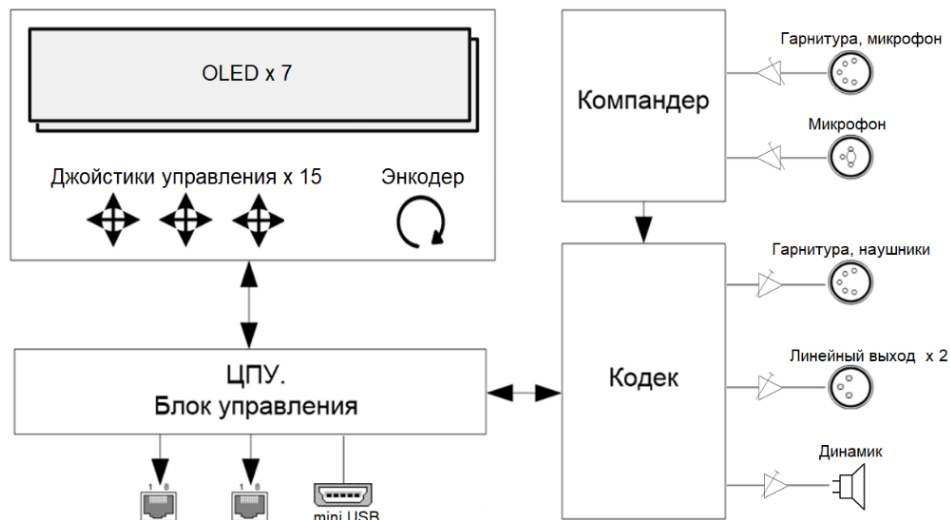 OLED x 7
Джойстики управления x 15
Энкодер
ЦПУ.
Блок управления
1 8
1 8
mini USB
Компандер
Кодек
Гарнитура, микрофон
Микрофон
Гарнитура, наушники
Линейный выход x 2
Динамик